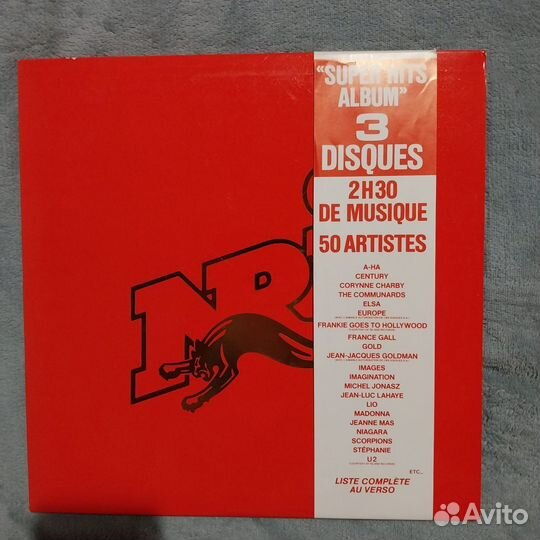 «SUPER HITS
ALBUM»
3
DISQUES
2H30
DE MUSIQUE
50 ARTISTES
A-HA
CENTURY
CORYNNE CHARBY
THE COMMUNARDS
ELSA
EUROPE
FRANKIE GOES TO HOLLYWOOD
FRANCE GALL
GOLD
JEAN-JACQUES GOLDMAN
IMAGES
IMAGINATION
MICHEL JONASZ
JEAN-LUC LAHAYE
LIO
MADONNA
JEANNE MAS
NIAGARA
SCORPIONS
STÉPHANIE
U2
ETC...
LISTE COMPLÈTE
AU VERSO
NR
Avito